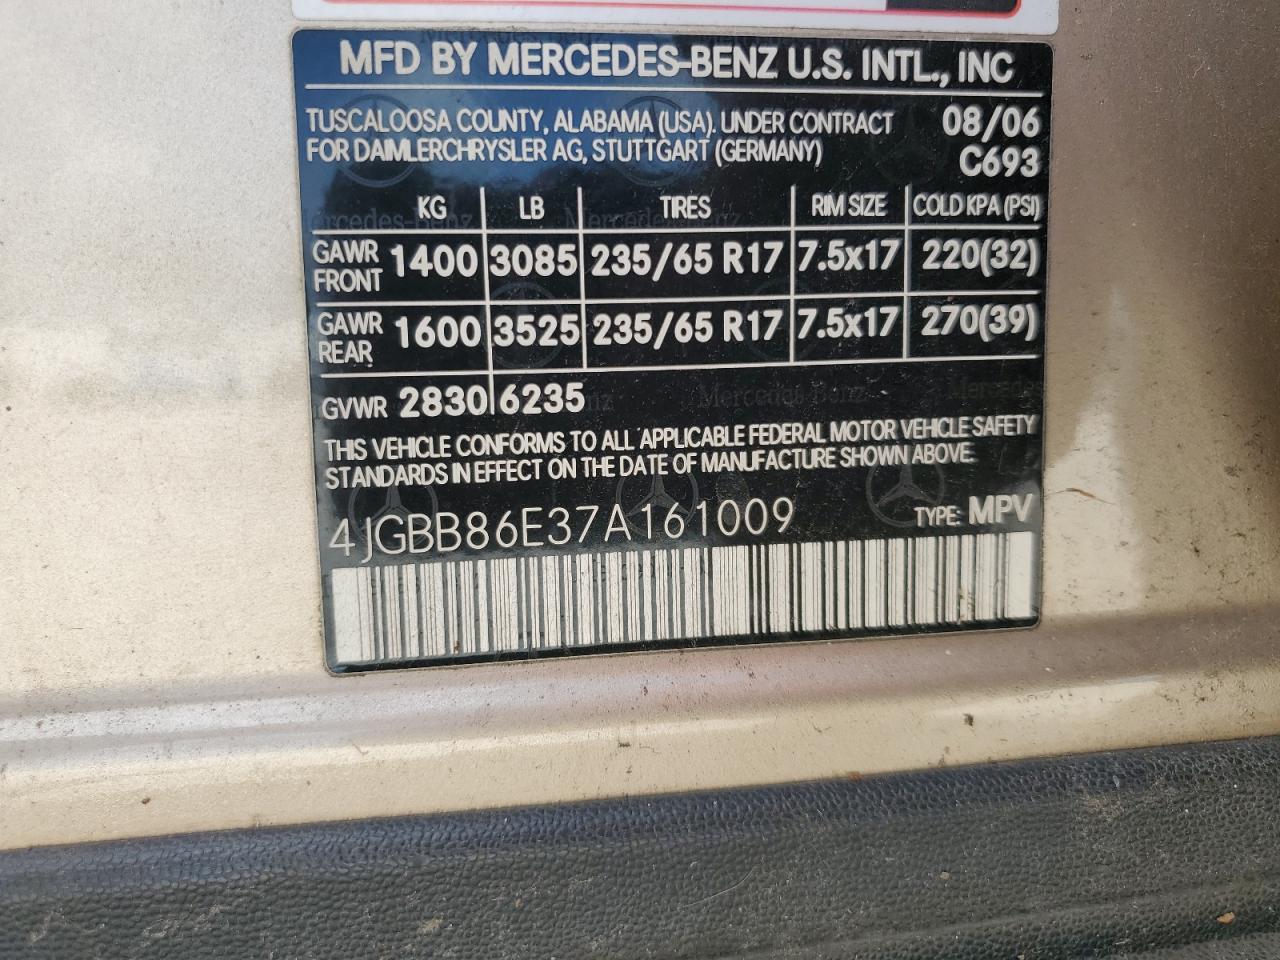 MFD BY MERCEDES-BENZ U.S. INTL., INC
TUSCALOOSA COUNTY, ALABAMA (USA). UNDER CONTRACT 08/06
FOR DAIMLERCHRYSLER AG, STUTTGART (GERMANY) C693
KG LB TIRES RIM SIZE COLD KPA (PSI)
GAWR FRONT 1400 3085 235/65 R17 7.5x17 220(32)
GAWR REAR 1600 3525 235/65 R17 7.5x17 270(39)
GVWR 2830 6235
THIS VEHICLE CONFORMS TO ALL APPLICABLE FEDERAL MOTOR VEHICLE SAFETY
STANDARDS IN EFFECT ON THE DATE OF MANUFACTURE SHOWN ABOVE.
4JGBB86E37A161009 TYPE: MPV